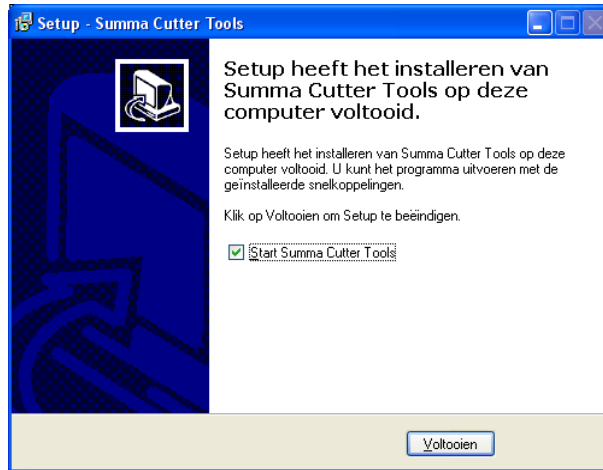 Setup - Summa Cutter Tools
Setup heeft het installeren van
Summa Cutter Tools op deze
computer voltooid.
Setup heeft het installeren van Summa Cutter Tools op deze
computer voltooid. U kunt het programma uitvoeren met de
geïnstalleerde snelkoppelingen.
Klik op Voltooien om Setup te beëindigen.
Start Summa Cutter Tools
Voltooien